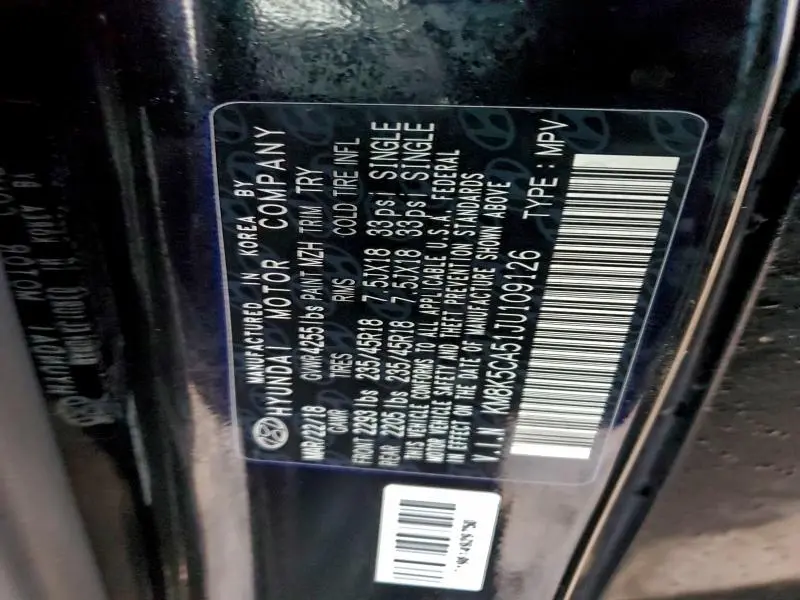 MANUFACTURED IN KOREA BY
HYUNDAI MOTOR COMPANY
MAR/22/18 GVWR4255 lbs PAINT MZH TRIM TRY
GAWR TIRES RMS COLD TIRE INFL
FRONT 2293 lbs 235/45R18 7.5JX18 33psi SINGLE
REAR 2205 lbs 235/45R18 7.5JX18 33psi SINGLE
THIS VEHICLE CONFORMS TO ALL APPLICABLE U.S.A. FEDERAL
MOTOR VEHICLE SAFETY AND THEFT PREVENTION STANDARDS
IN EFFECT ON THE DATE OF MANUFACTURE SHOWN ABOVE
V.I.N. KM8K5CA51JU109126 TYPE : MPV